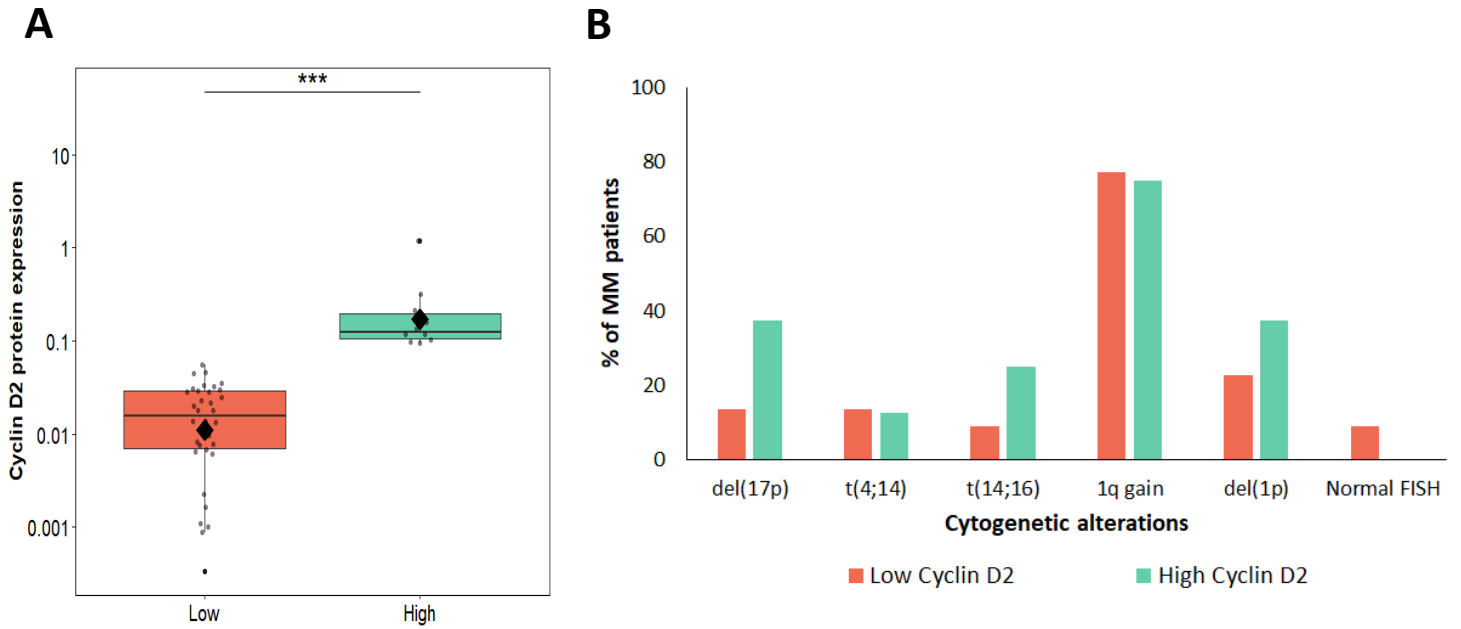 A
***
10
1
0.1
0.01
0.001
Cyclin D2 protein expression
Low High
B
100
80
60
40
20
0
% of MM patients
del(17p) t(4;14) t(14;16) 1q gain del(1p) Normal FISH
Cytogenetic alterations
Low Cyclin D2 High Cyclin D2